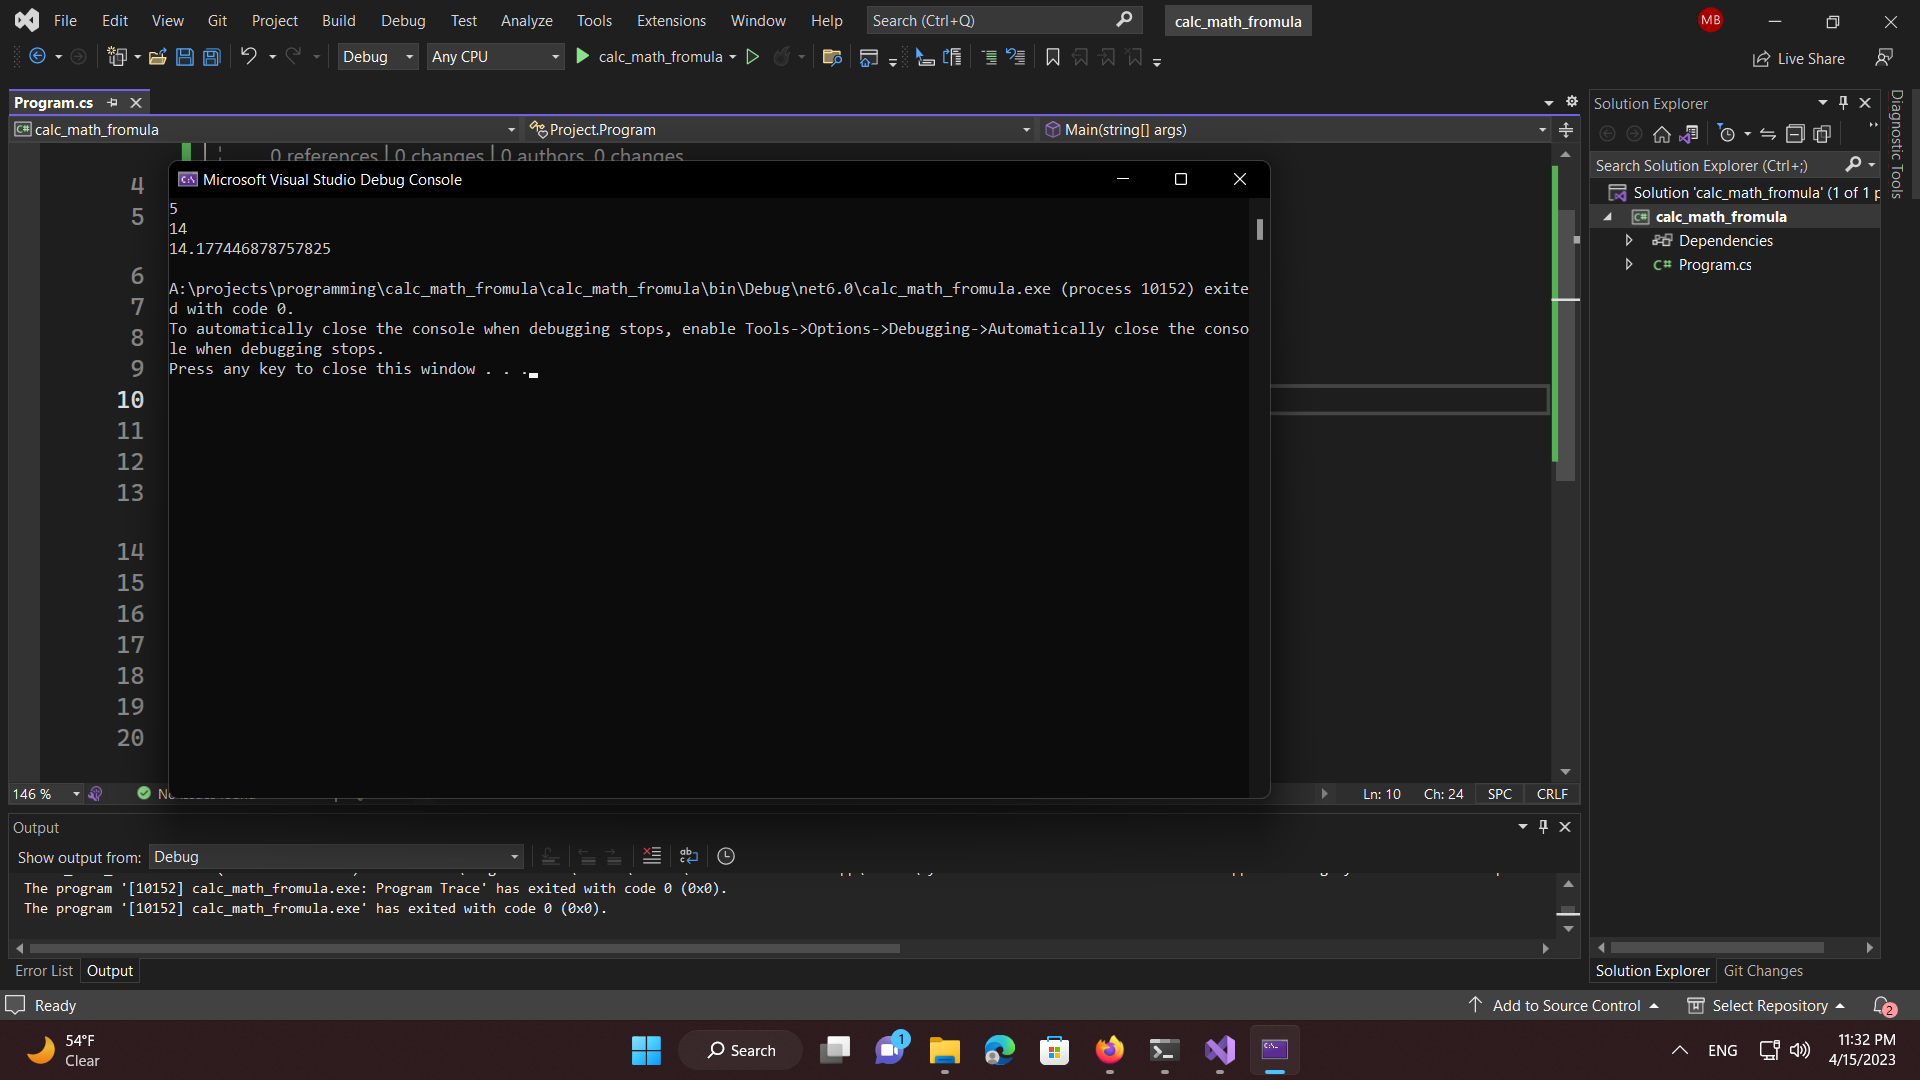 File Edit View Git Project Build Debug Test Analyze Tools Extensions Window Help Search (Ctrl+Q) calc_math_fromula MB
Debug Any CPU calc_math_fromula Live Share
Program.cs
calc_math_fromula Project.Program Main(string[] args)
0 references | 0 changes | 0 authors, 0 changes
4
5
6
7
8
9
10
11
12
13
14
15
16
17
18
19
20
Microsoft Visual Studio Debug Console
5
14
14.177446878757825
A:\projects\programming\calc_math_fromula\calc_math_fromula\bin\Debug\net6.0\calc_math_fromula.exe (process 10152) exite
d with code 0.
To automatically close the console when debugging stops, enable Tools->Options->Debugging->Automatically close the conso
le when debugging stops.
Press any key to close this window . . .
146 % Ln: 10 Ch: 24 SPC CRLF
Output
Show output from: Debug
The program '[10152] calc_math_fromula.exe: Program Trace' has exited with code 0 (0x0).
The program '[10152] calc_math_fromula.exe' has exited with code 0 (0x0).
Error List Output
Solution Explorer
Search Solution Explorer (Ctrl+;)
Solution 'calc_math_fromula' (1 of 1 p
calc_math_fromula
Dependencies
Program.cs
Solution Explorer Git Changes
Diagnostic Tools
Ready Add to Source Control Select Repository 2
54°F
Clear
Search
1
ENG
11:32 PM
4/15/2023